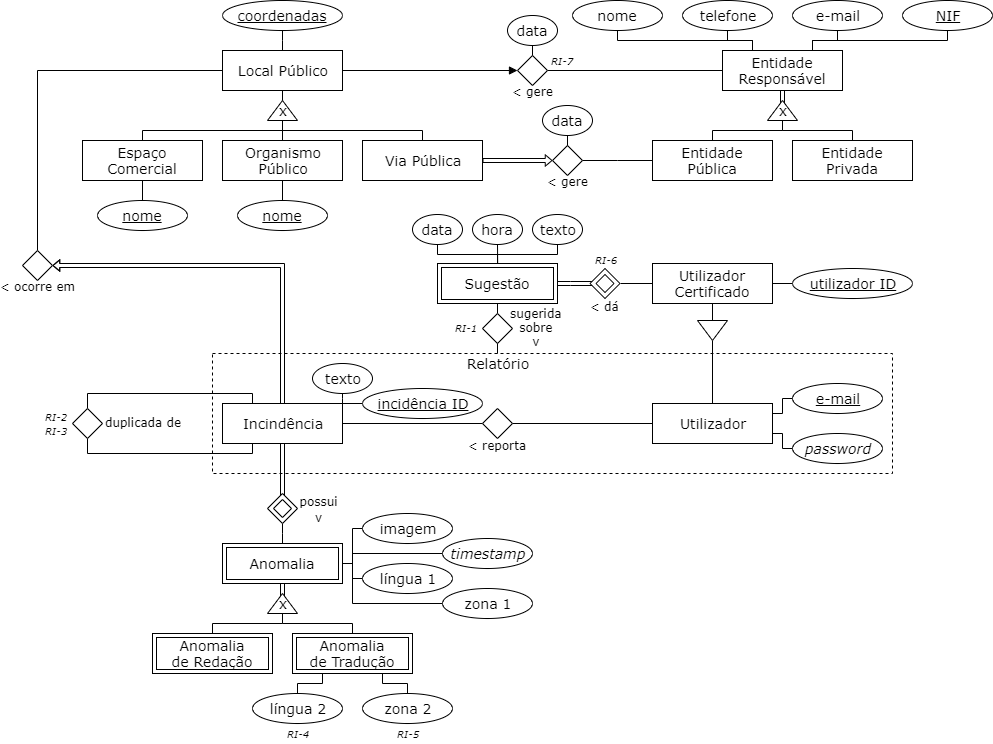 coordenadas
nome
telefone
e-mail
NIF
data
Local Público
RI-7
Entidade
Responsável
< gere
x
x
data
Espaço
Comercial
Organismo
Público
Via Pública
Entidade
Pública
Entidade
Privada
< gere
nome
nome
data
hora
texto
RI-6
< ocorre em
Sugestão
Utilizador
Certificado
utilizador ID
< dá
RI-1
sugerida
sobre
v
Relatório
texto
incidência ID
e-mail
RI-2
RI-3
duplicada de
Incindência
< reporta
Utilizador
password
possui
v
imagem
timestamp
Anomalia
língua 1
zona 1
x
Anomalia
de Redação
Anomalia
de Tradução
língua 2
zona 2
RI-4
RI-5